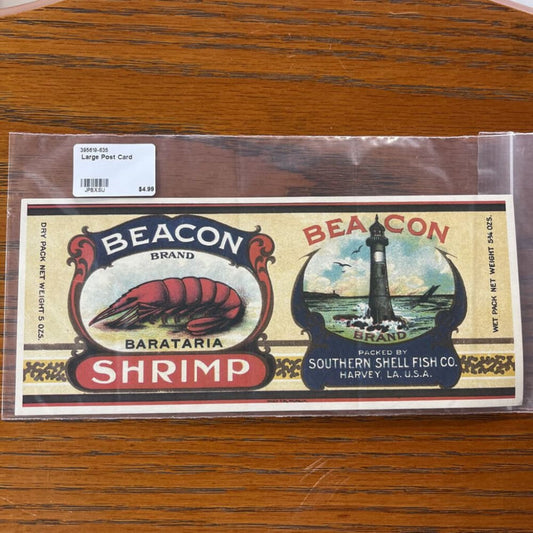 395619-635
Large Post Card
JPBXSU
$4.99
DRY PACK NET WEIGHT 5 OZS.
BEACON
BRAND
BARATARIA
SHRIMP
BEACON
BRAND
PACKED BY
SOUTHERN SHELL FISH CO.
HARVEY, LA. U.S.A.
WET PACK NET WEIGHT 5¾ OZS.